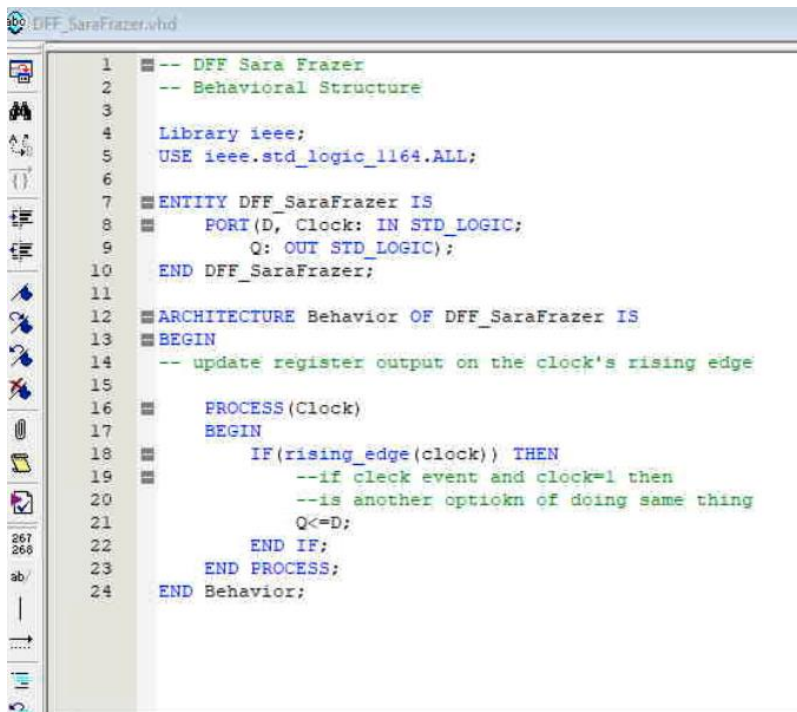 DFF_SaraFrazer.vhd
1 -- DFF Sara Frazer
2 -- Behavioral Structure
3
4 Library ieee;
5 USE ieee.std_logic_1164.ALL;
6
7 ENTITY DFF_SaraFrazer IS
8 PORT(D, Clock: IN STD_LOGIC;
9 Q: OUT STD_LOGIC);
10 END DFF_SaraFrazer;
11
12 ARCHITECTURE Behavior OF DFF_SaraFrazer IS
13 BEGIN
14 -- update register output on the clock's rising edge
15
16 PROCESS(Clock)
17 BEGIN
18 IF(rising_edge(clock)) THEN
19 --if cleck event and clock=1 then
20 --is another optiokn of doing same thing
21 Q<=D;
22 END IF;
23 END PROCESS;
24 END Behavior;
abo
267
268
ab/